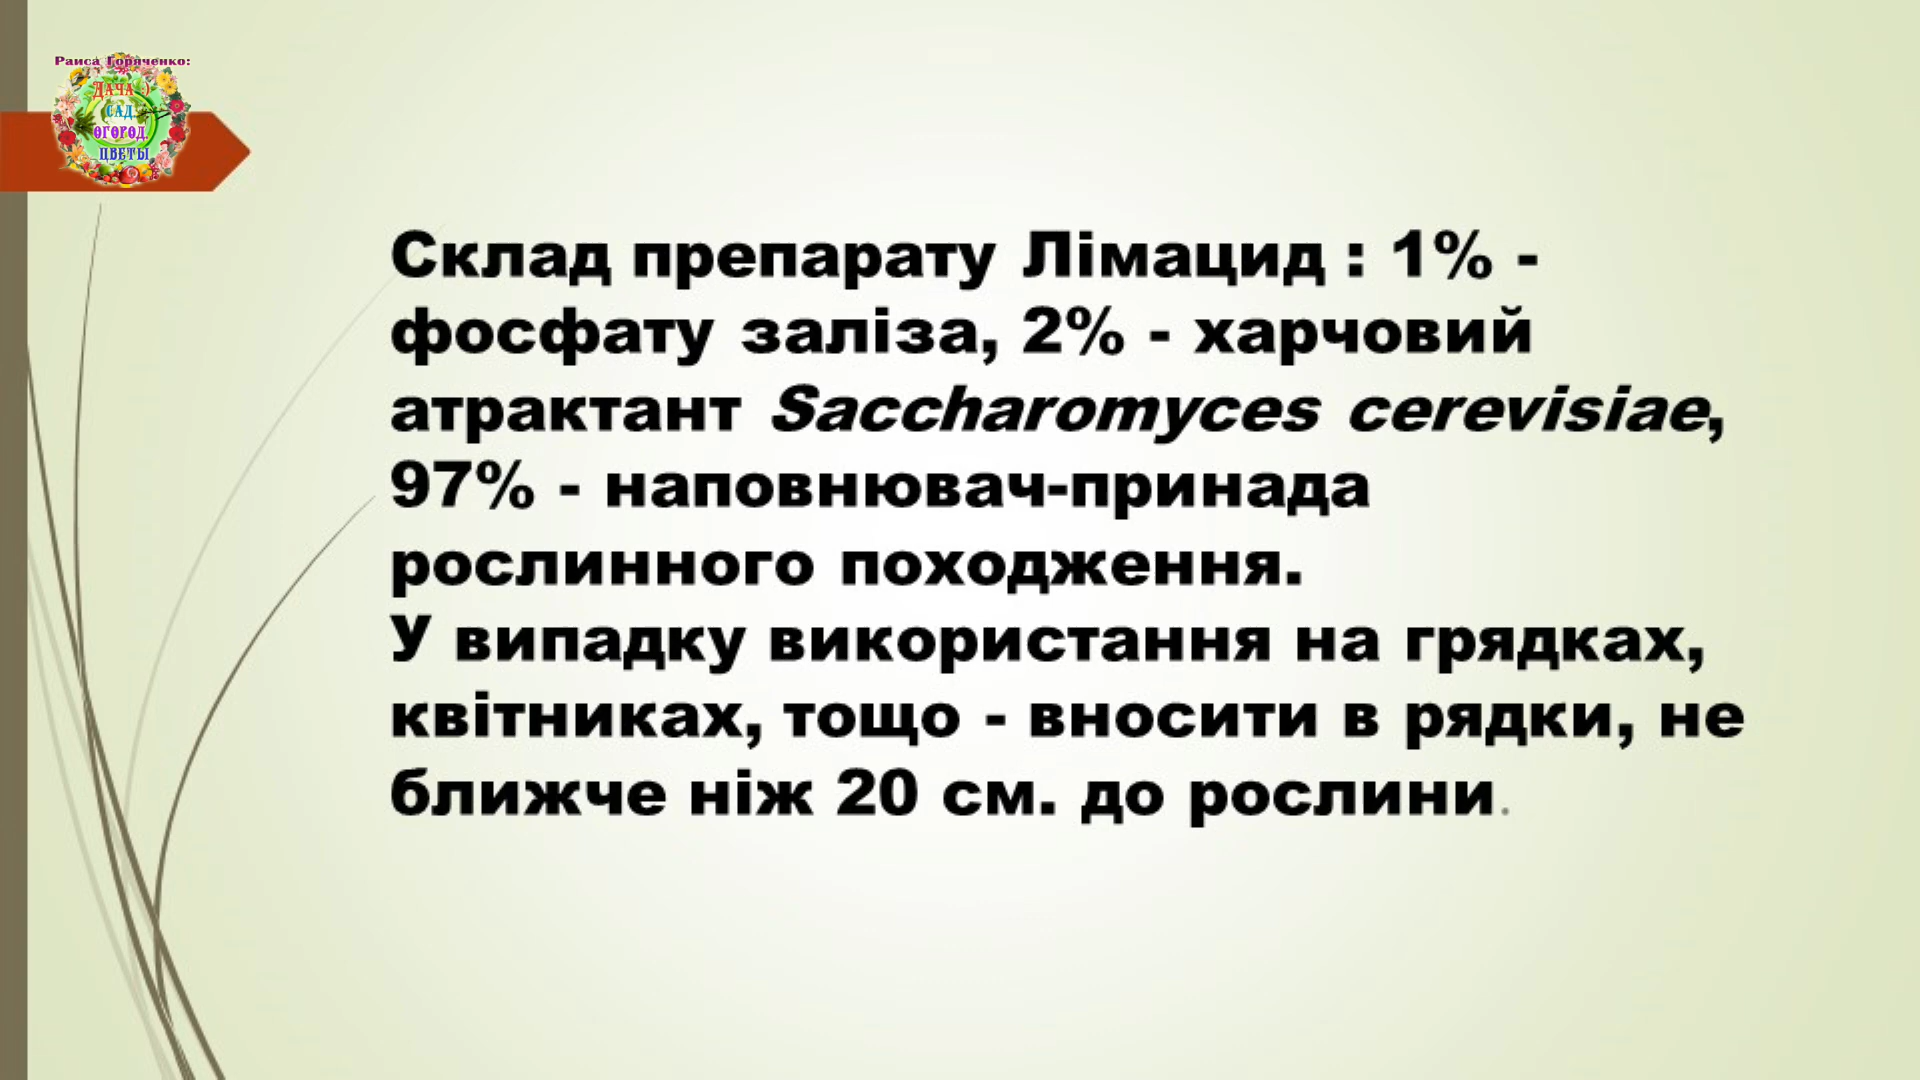 Раиса Горяченко:
ДАЧА :)
САД,
ОГОРОД,
ЦВЕТЫ
Склад препарату Лімацид : 1% -
фосфату заліза, 2% - харчовий
атрактант Saccharomyces cerevisiae,
97% - наповнювач-принада
рослинного походження.
У випадку використання на грядках,
квітниках, тощо - вносити в рядки, не
ближче ніж 20 см. до рослини.